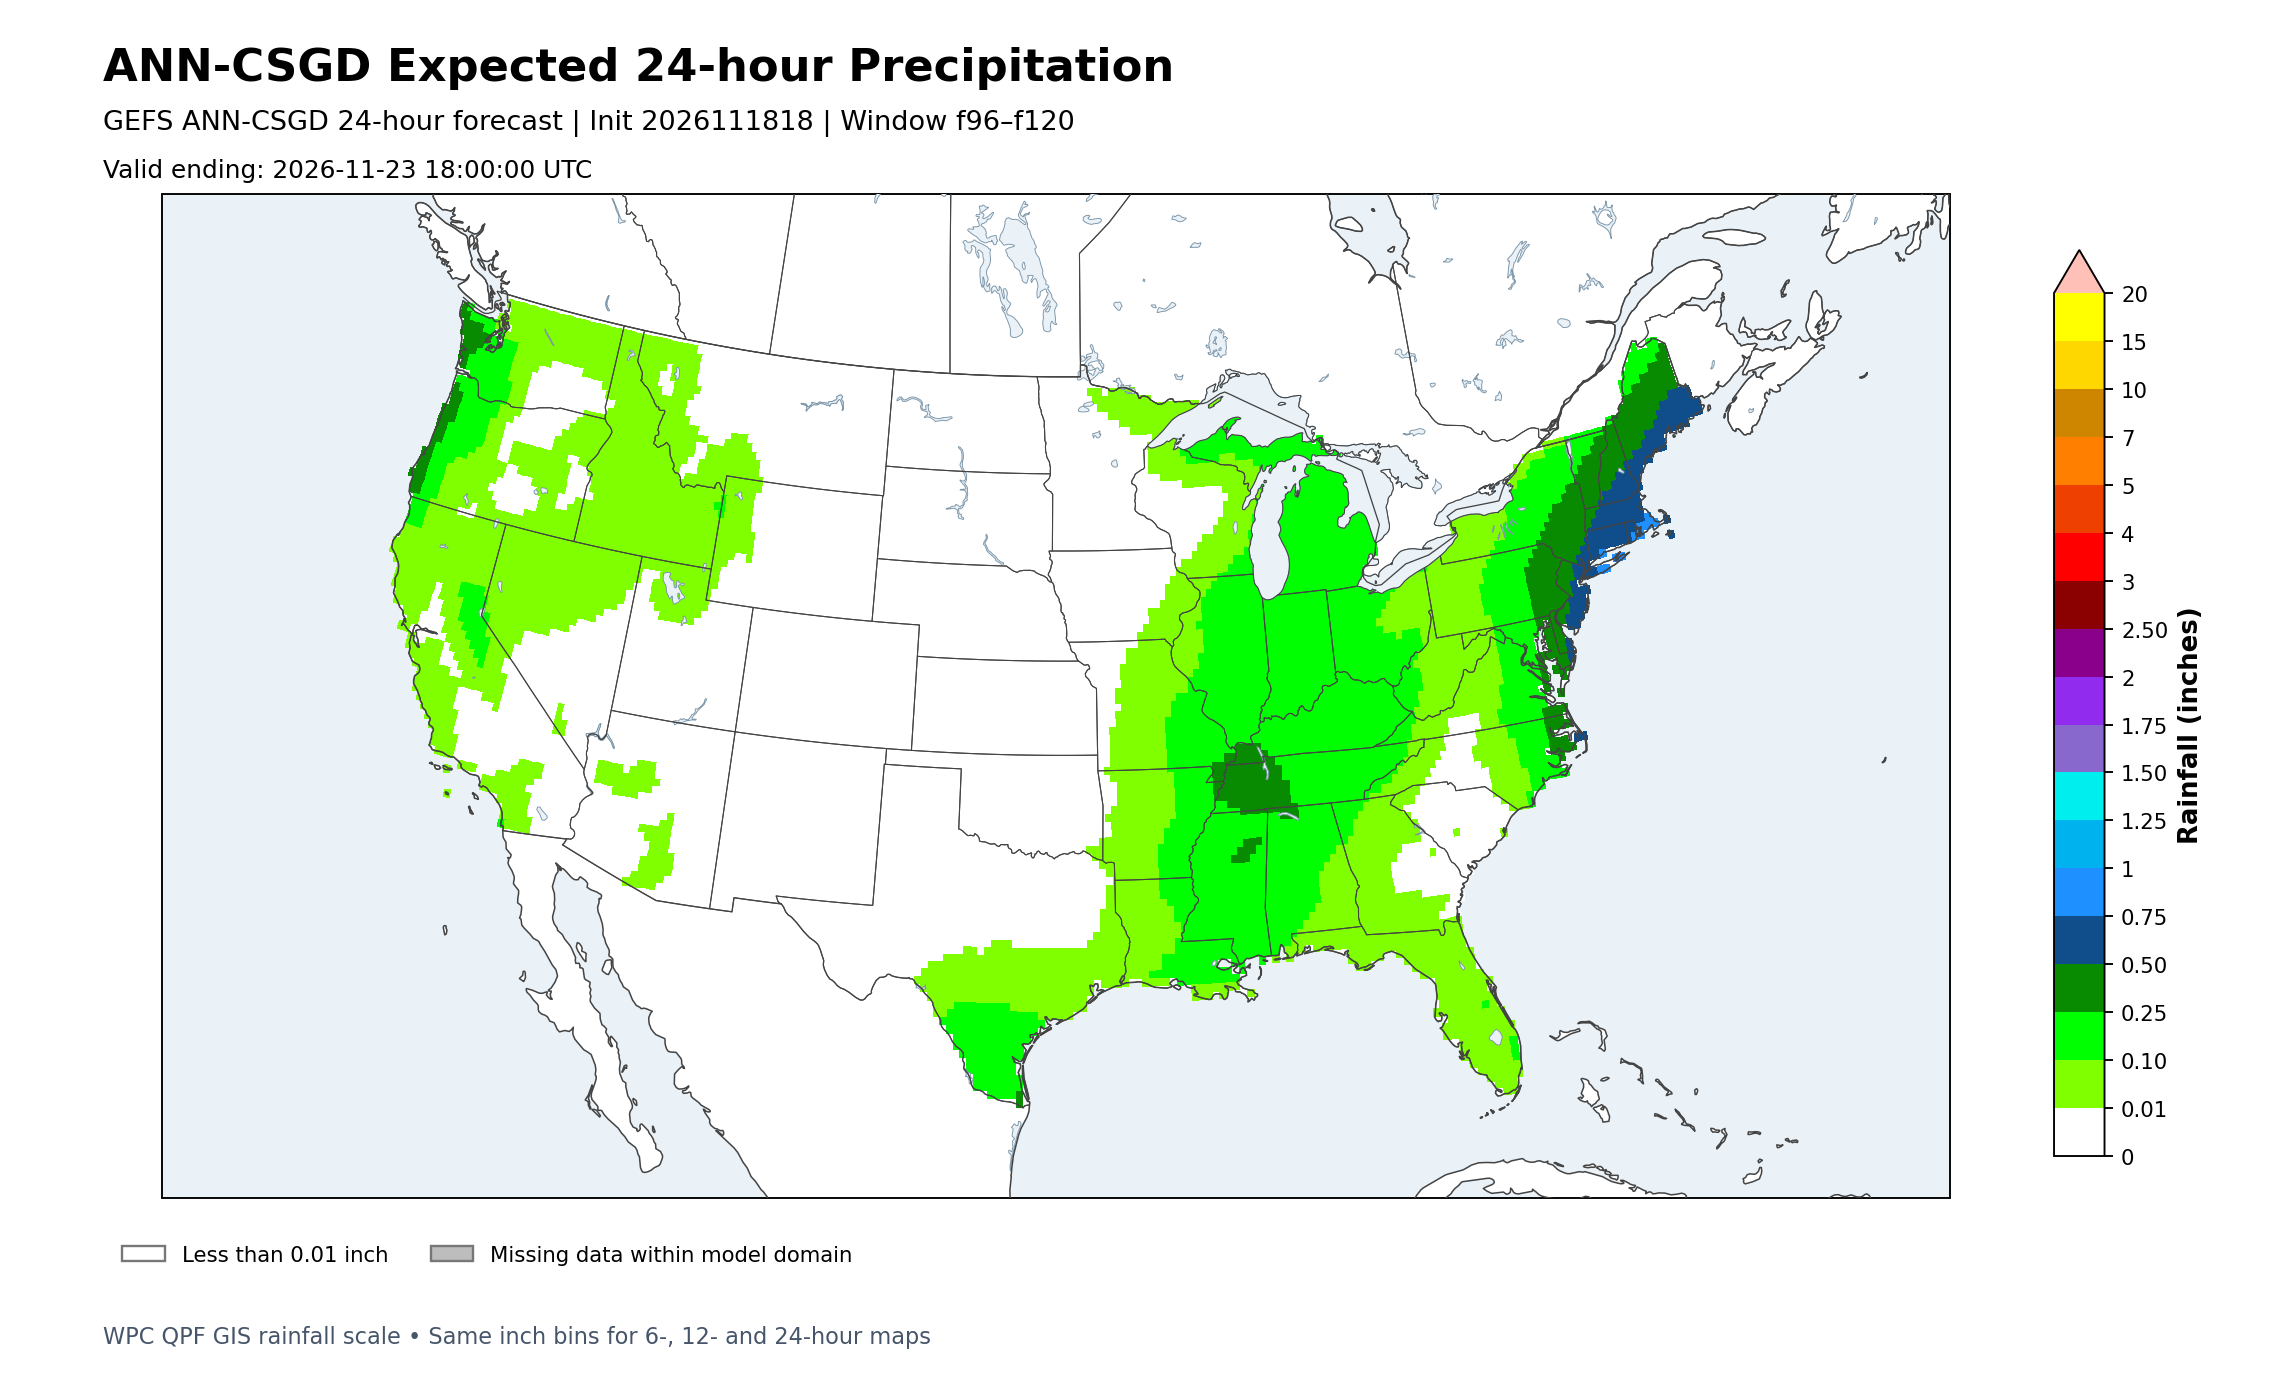 ANN-CSGD Expected 24-hour Precipitation
GEFS ANN-CSGD 24-hour forecast | Init 2026111818 | Window f96–f120
Valid ending: 2026-11-23 18:00:00 UTC
20
15
10
7
5
4
3
2.50
2
1.75
1.50
1.25
1
0.75
0.50
0.25
0.10
0.01
0
Rainfall (inches)
Less than 0.01 inch
Missing data within model domain
WPC QPF GIS rainfall scale • Same inch bins for 6-, 12- and 24-hour maps